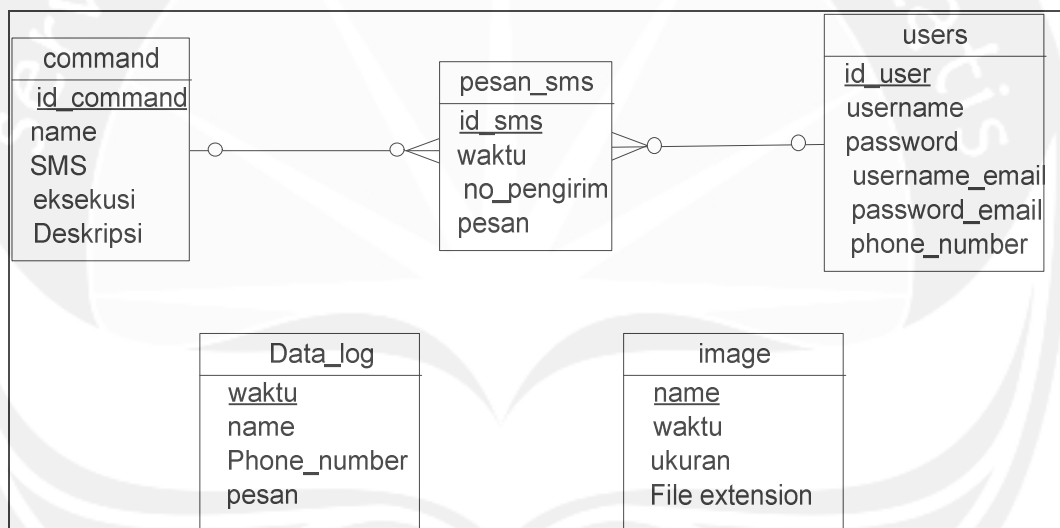 command
id_command
name
SMS
eksekusi
Deskripsi
pesan_sms
id_sms
waktu
no_pengirim
pesan
users
id_user
username
password
username_email
password_email
phone_number
Data_log
waktu
name
Phone_number
pesan
image
name
waktu
ukuran
File extension